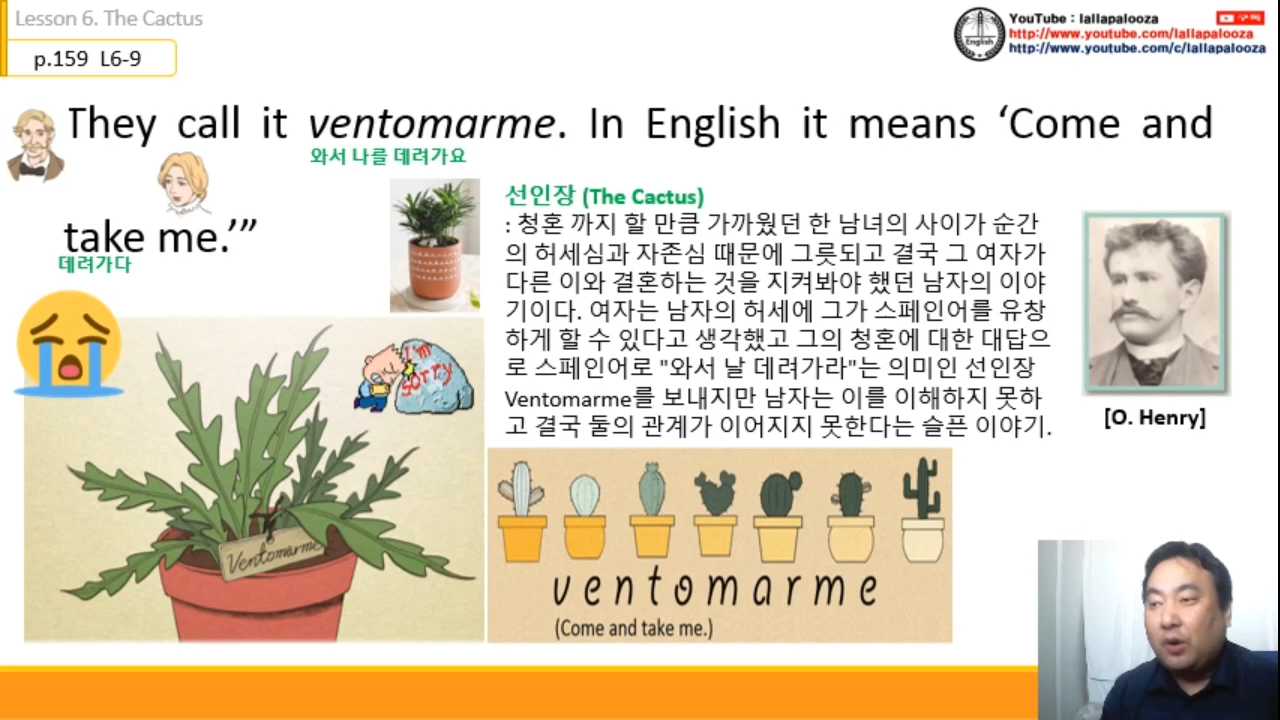 Lesson 6. The Cactus
p.159 L6-9
YouTube : lallapalooza
구독
http://www.youtube.com/lallapalooza
http://www.youtube.com/c/lallapalooza
English
They call it ventomarme. In English it means ‘Come and
와서 나를 데려가요
take me.’”
데려가다
선인장 (The Cactus)
: 청혼 까지 할 만큼 가까웠던 한 남녀의 사이가 순간
의 허세심과 자존심 때문에 그릇되고 결국 그 여자가
다른 이와 결혼하는 것을 지켜봐야 했던 남자의 이야
기이다. 여자는 남자의 허세에 그가 스페인어를 유창
하게 할 수 있다고 생각했고 그의 청혼에 대한 대답으
로 스페인어로 "와서 날 데려가라"는 의미인 선인장
Ventomarme를 보내지만 남자는 이를 이해하지 못하
고 결국 둘의 관계가 이어지지 못한다는 슬픈 이야기.
[O. Henry]
I'm
sorry
Ventomarme
ventomarme
(Come and take me.)